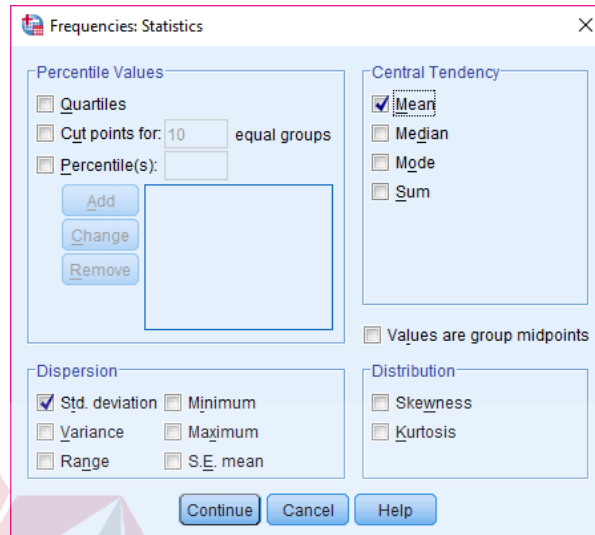 Frequencies: Statistics
Percentile Values
Quartiles
Cut points for: 10 equal groups
Percentile(s):
Add
Change
Remove
Central Tendency
Mean
Median
Mode
Sum
Values are group midpoints
Dispersion
Std. deviation Minimum
Variance Maximum
Range S.E. mean
Distribution
Skewness
Kurtosis
Continue Cancel Help